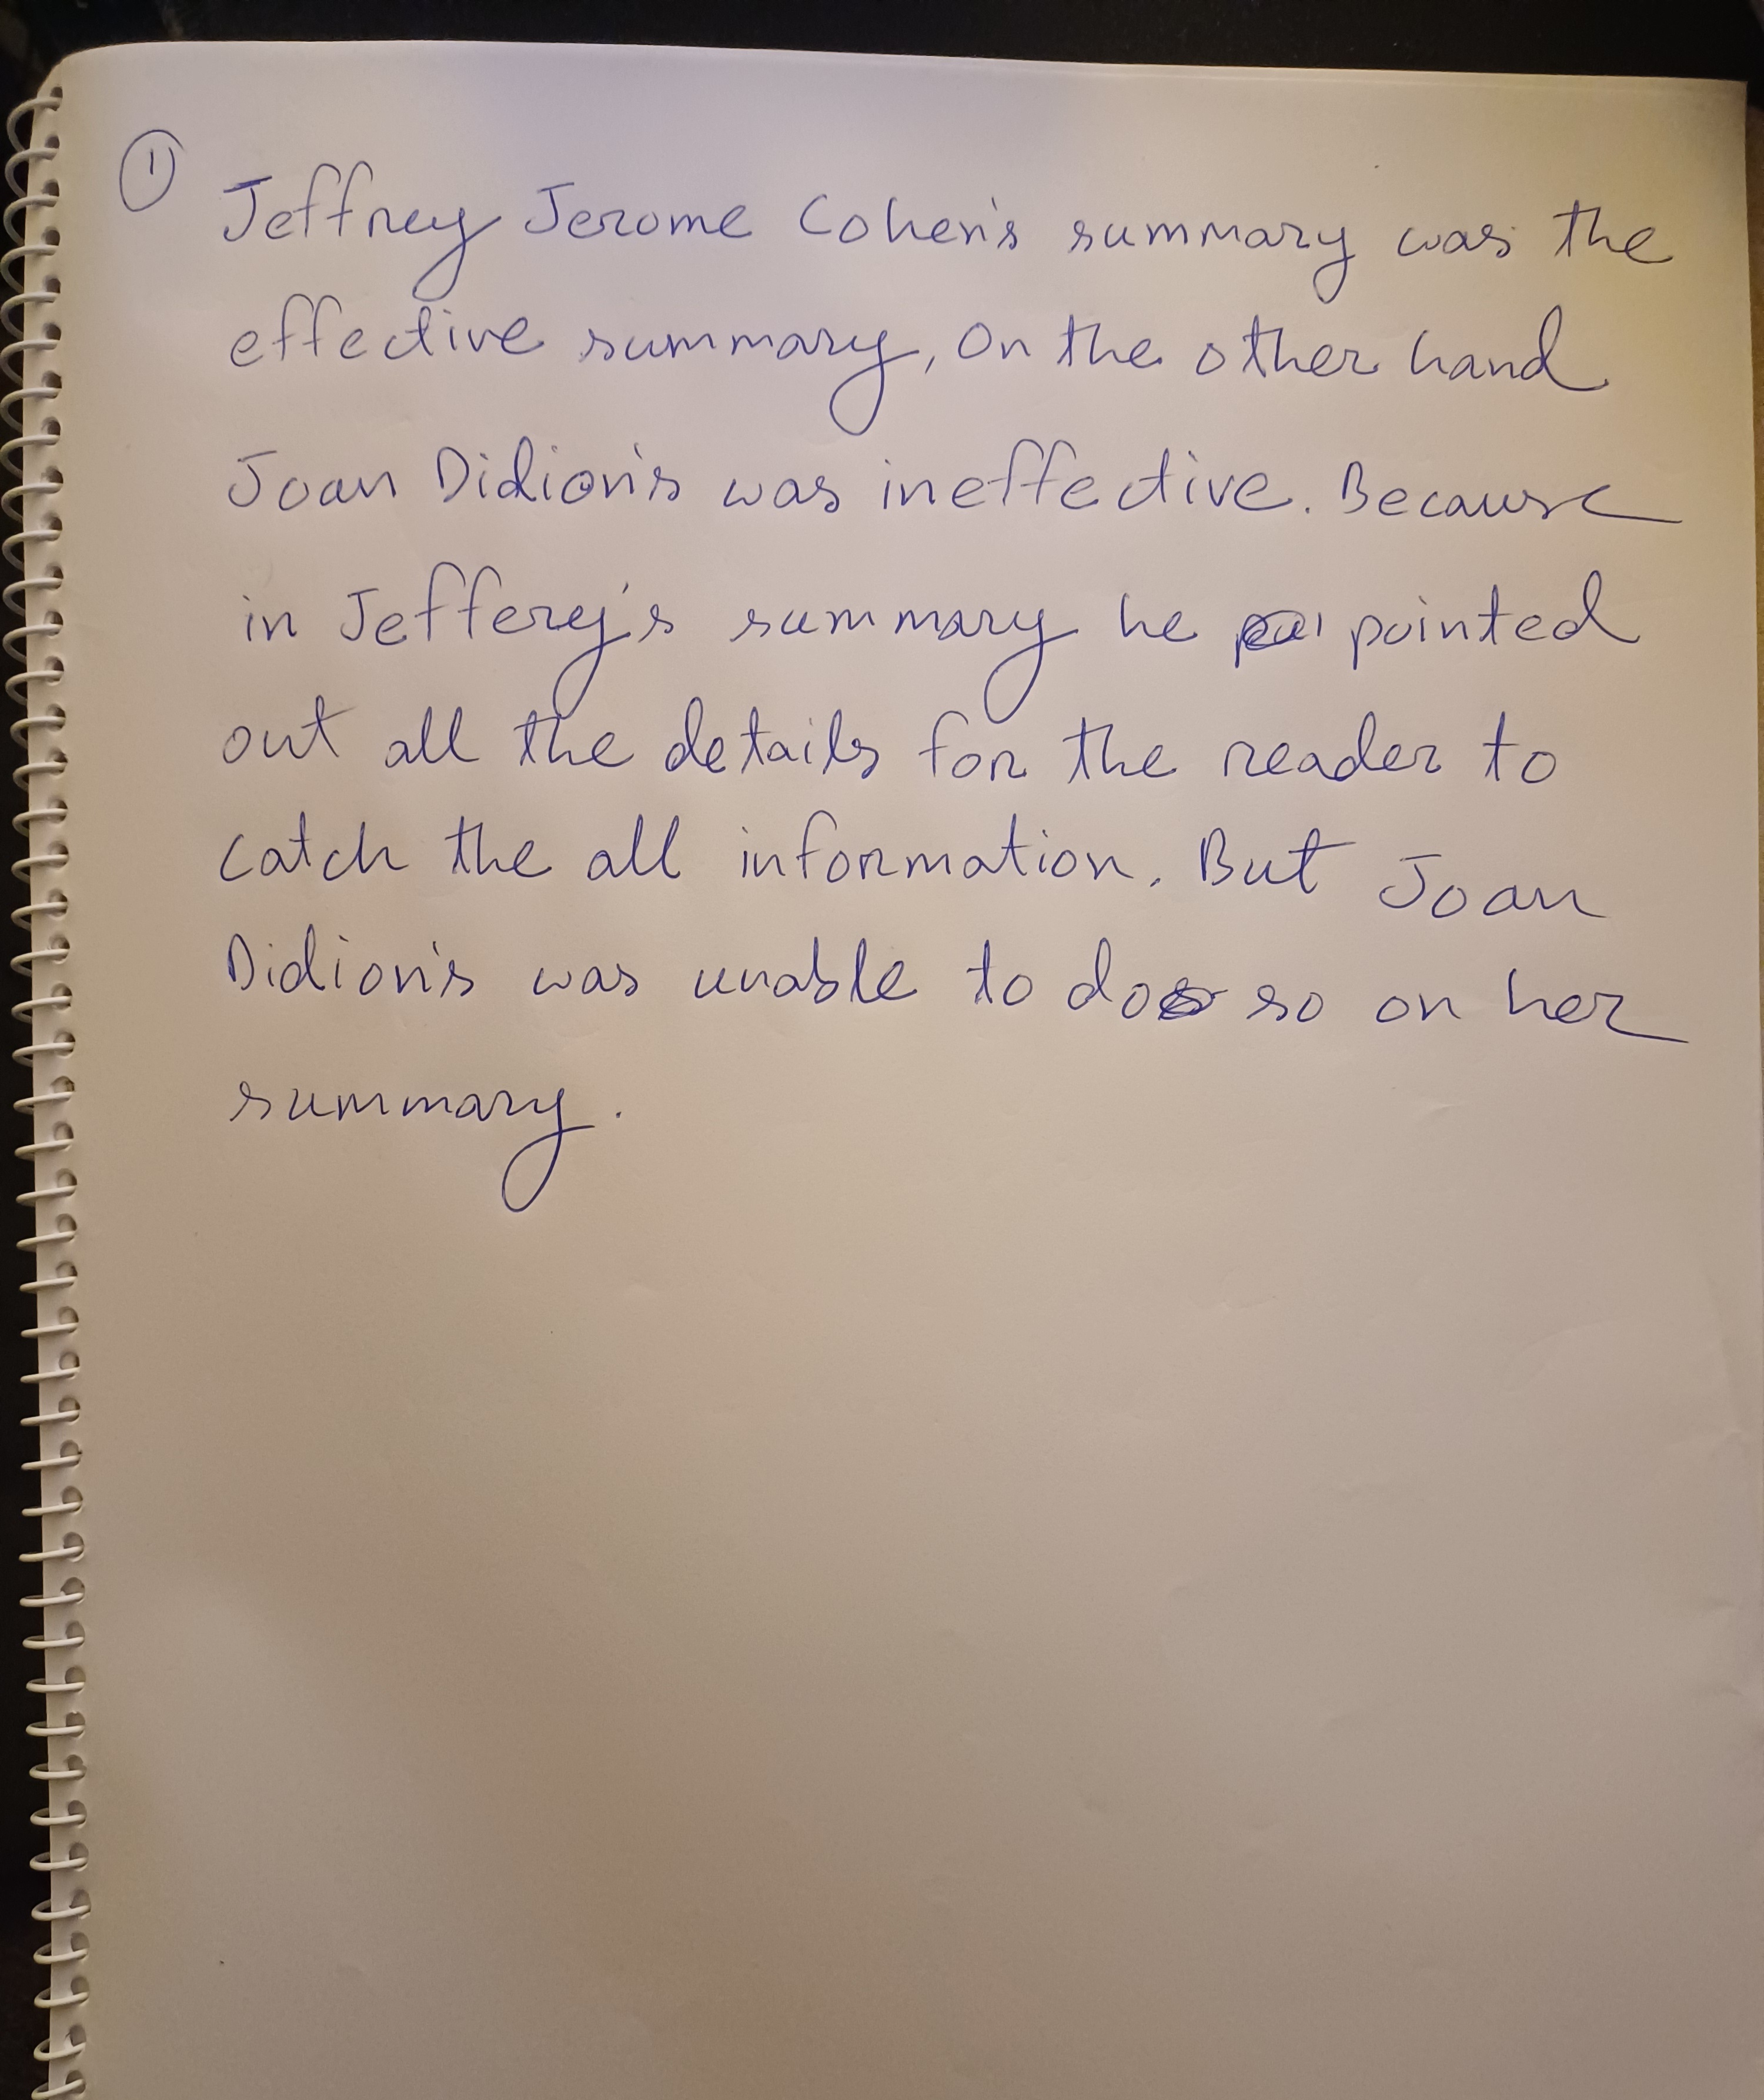 ① Jeffrey Jerome Cohen's summary was the
effective summary, On the other hand
Joan Didion's was ineffective. Because
in Jeffery's summary he pointed
out all the details for the reader to
catch the all information. But Joan
Didion's was unable to do so on her
summary.